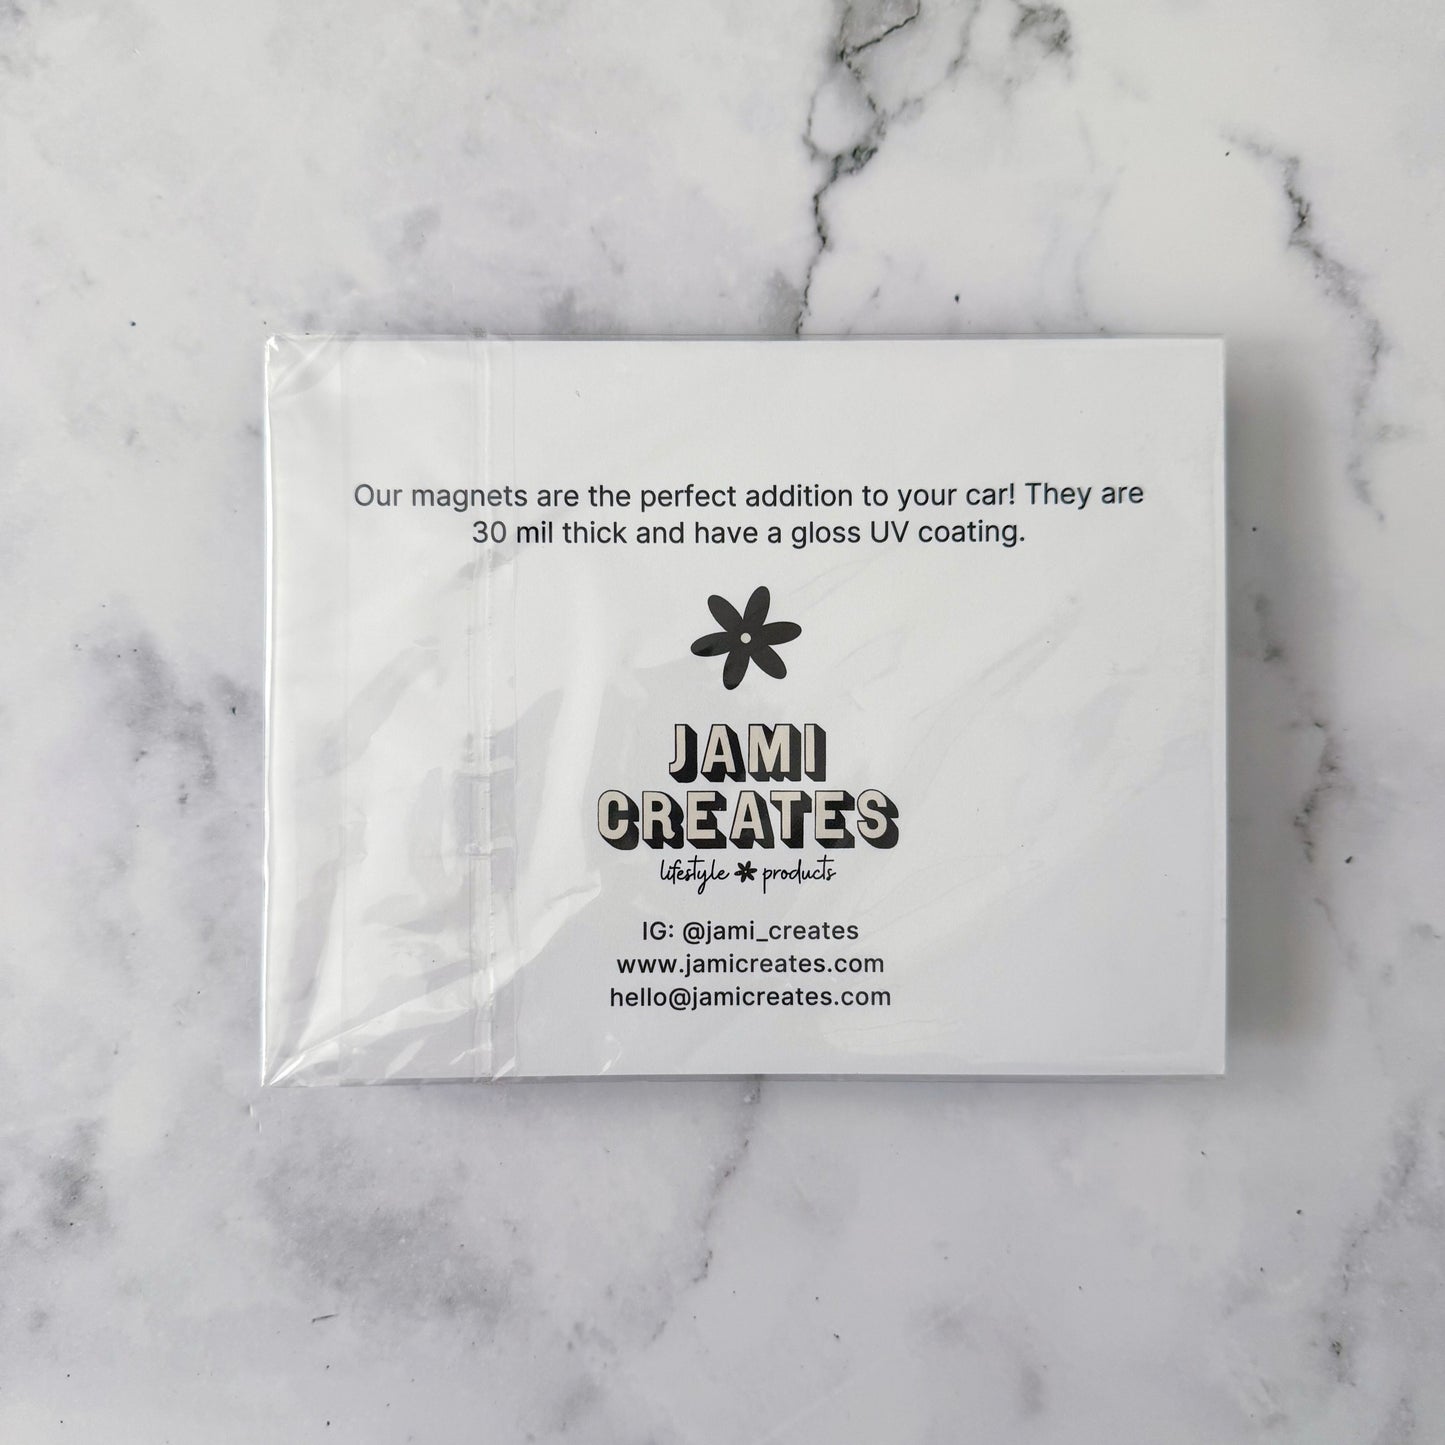 Our magnets are the perfect addition to your car! They are
30 mil thick and have a gloss UV coating.
JAMI
CREATES
lifestyle products
IG: @jami_creates
www.jamicreates.com
hello@jamicreates.com